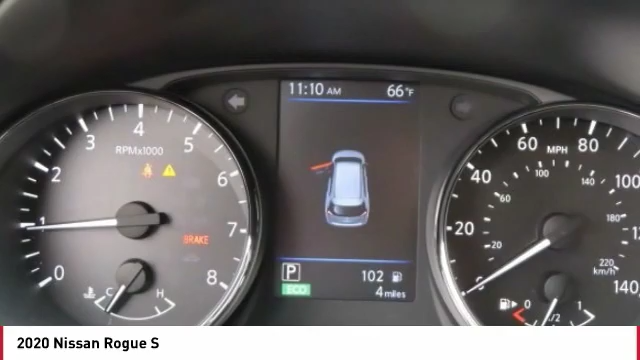 11:10 AM 66°F
0 1 2 3 4 5 6 7 8
RPMx1000
BRAKE
C H
P 102
ECO 4 miles
20 40 60 80 100 140
MPH
20 60 100 140 180 220
km/h
0 1/2 1
2020 Nissan Rogue S